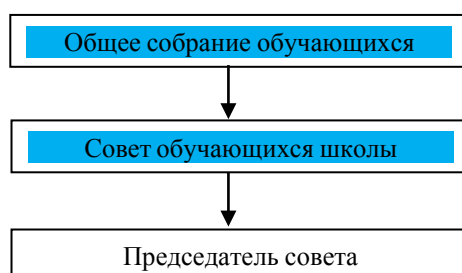 Общее собрание обучающихся
Совет обучающихся школы
Председатель совета